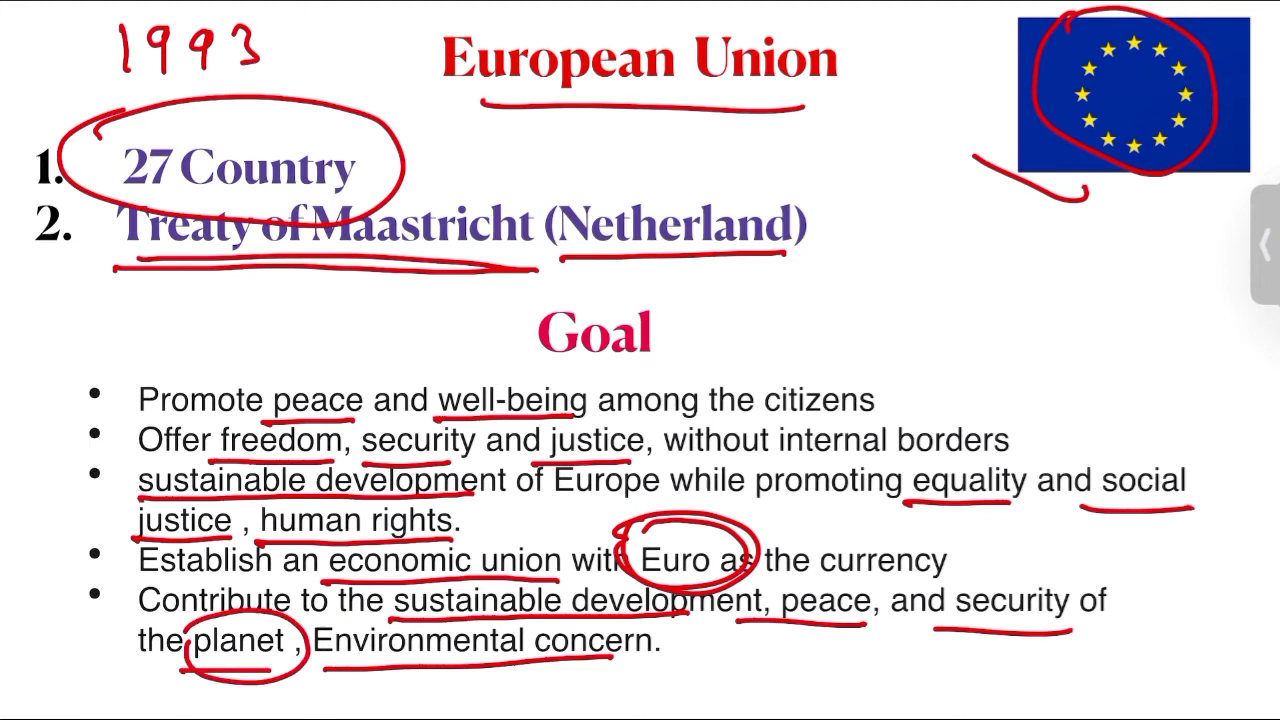 1993
European Union
1. 27 Country
2. Treaty of Maastricht (Netherland)
Goal
• Promote peace and well-being among the citizens
• Offer freedom, security and justice, without internal borders
• sustainable development of Europe while promoting equality and social
justice , human rights.
• Establish an economic union with Euro as the currency
• Contribute to the sustainable development, peace, and security of
the planet , Environmental concern.